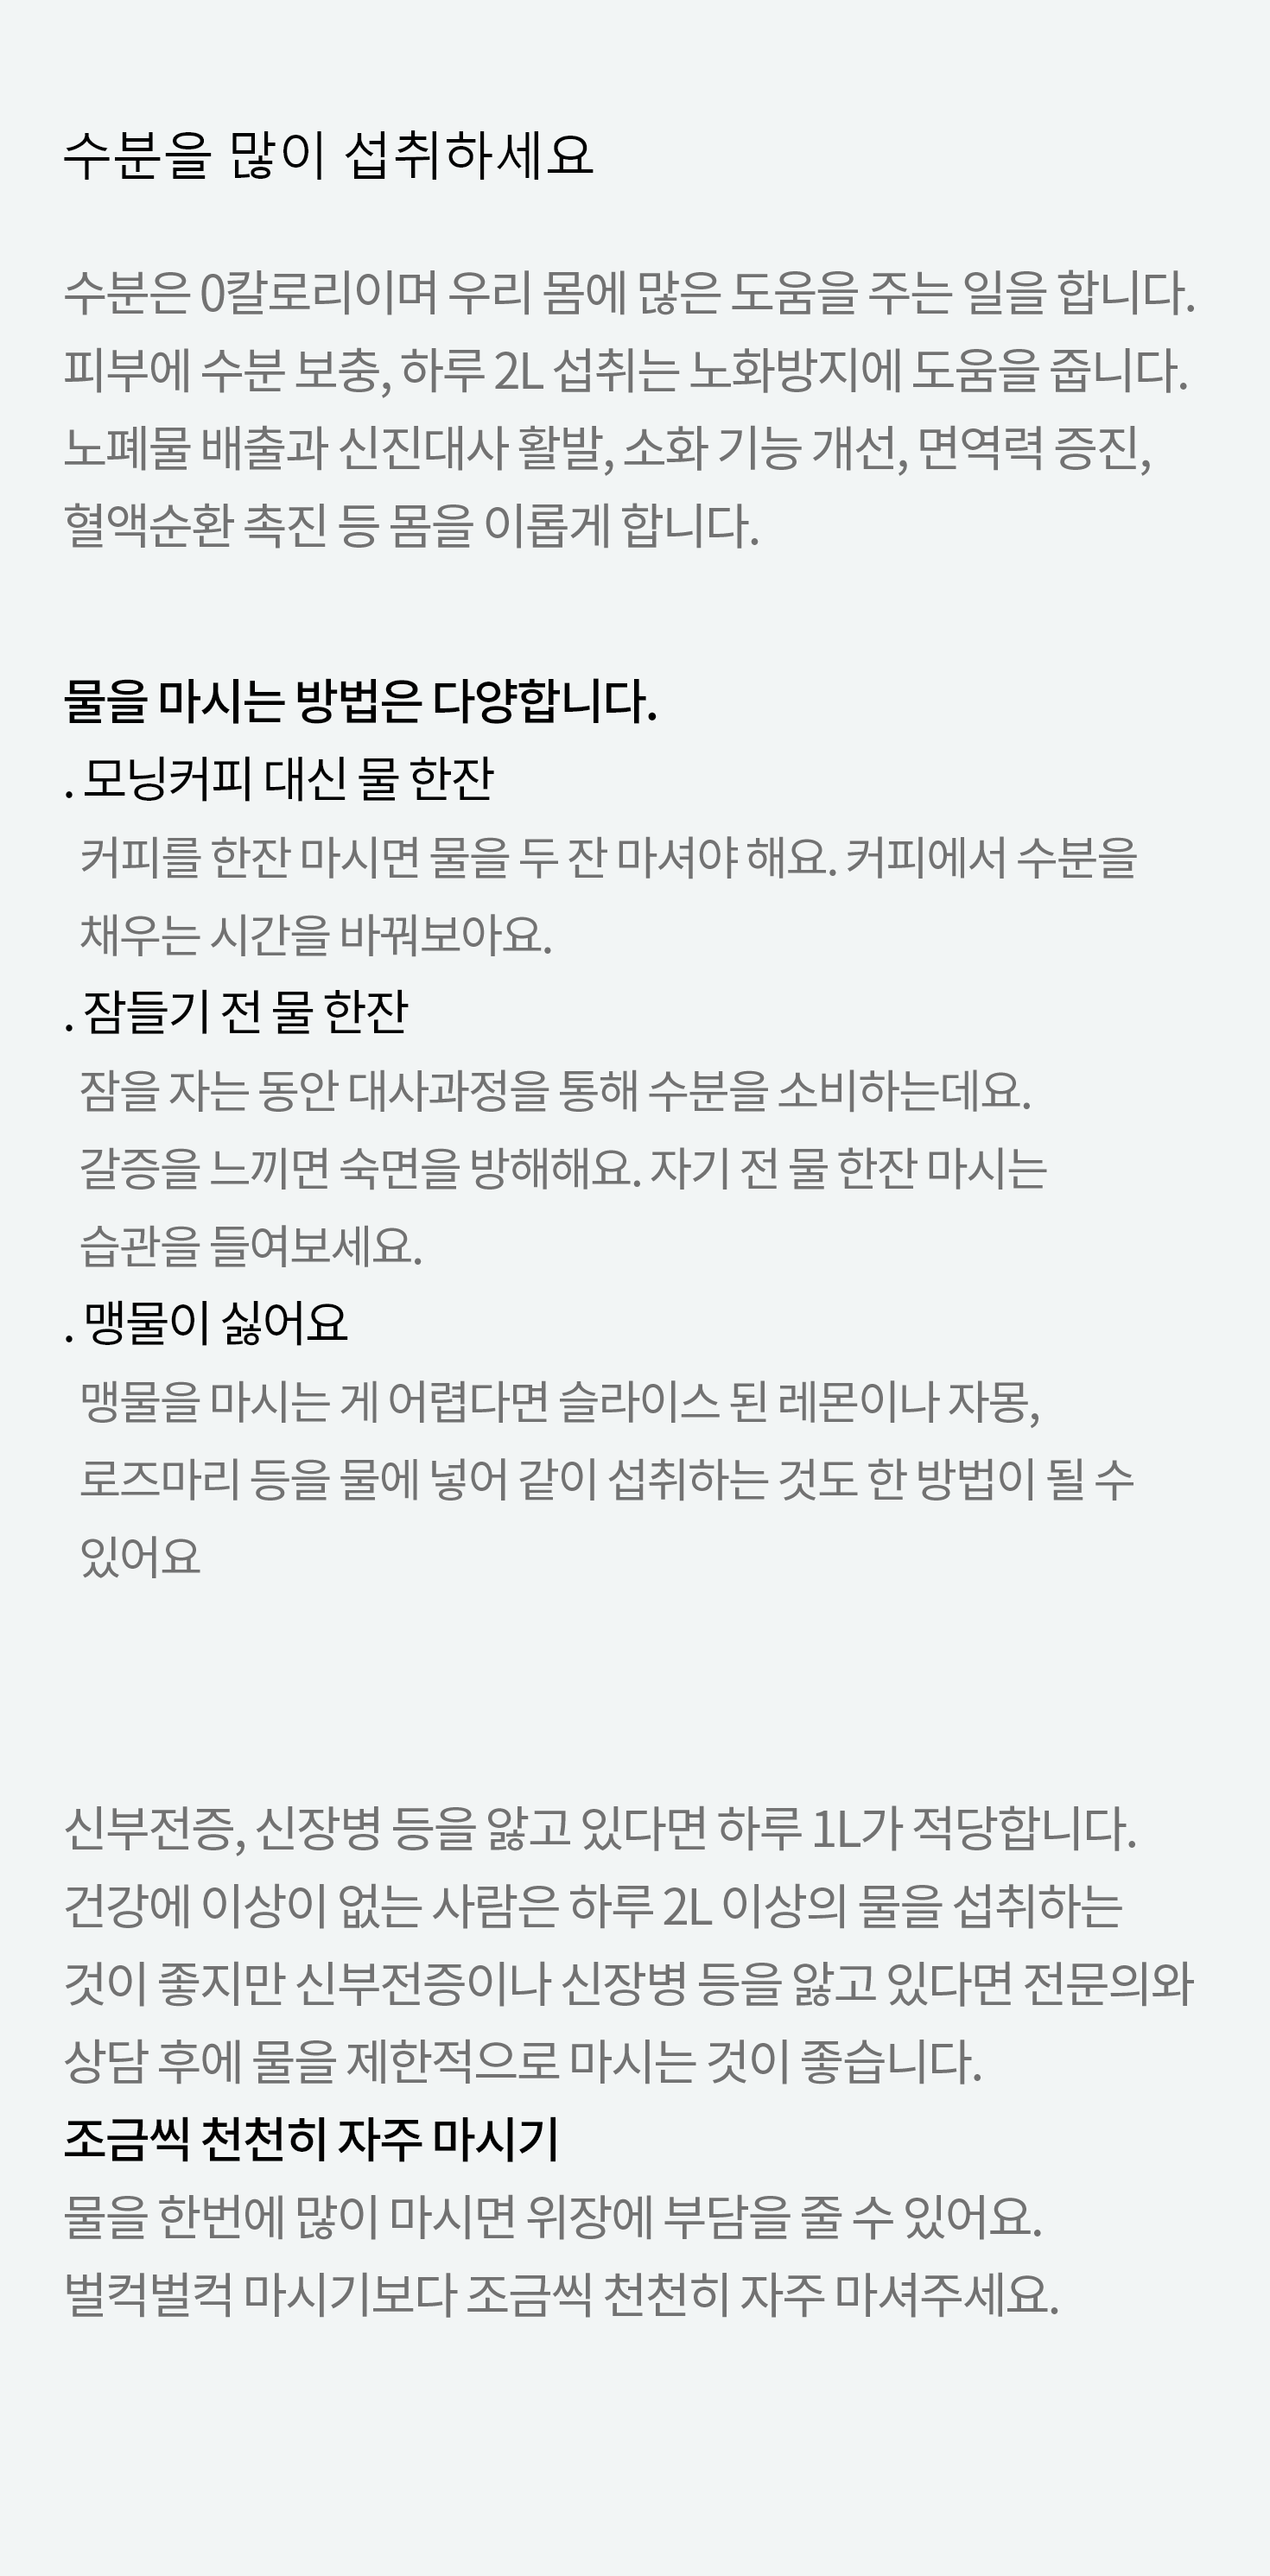 수분을 많이 섭취하세요
수분은 0칼로리이며 우리 몸에 많은 도움을 주는 일을 합니다.
피부에 수분 보충, 하루 2L 섭취는 노화방지에 도움을 줍니다.
노폐물 배출과 신진대사 활발, 소화 기능 개선, 면역력 증진,
혈액순환 촉진 등 몸을 이롭게 합니다.
물을 마시는 방법은 다양합니다.
. 모닝커피 대신 물 한잔
커피를 한잔 마시면 물을 두 잔 마셔야 해요. 커피에서 수분을
채우는 시간을 바꿔보아요.
. 잠들기 전 물 한잔
잠을 자는 동안 대사과정을 통해 수분을 소비하는데요.
갈증을 느끼면 숙면을 방해해요. 자기 전 물 한잔 마시는
습관을 들여보세요.
. 맹물이 싫어요
맹물을 마시는 게 어렵다면 슬라이스 된 레몬이나 자몽,
로즈마리 등을 물에 넣어 같이 섭취하는 것도 한 방법이 될 수
있어요
신부전증, 신장병 등을 앓고 있다면 하루 1L가 적당합니다.
건강에 이상이 없는 사람은 하루 2L 이상의 물을 섭취하는
것이 좋지만 신부전증이나 신장병 등을 앓고 있다면 전문의와
상담 후에 물을 제한적으로 마시는 것이 좋습니다.
조금씩 천천히 자주 마시기
물을 한번에 많이 마시면 위장에 부담을 줄 수 있어요.
벌컥벌컥 마시기보다 조금씩 천천히 자주 마셔주세요.